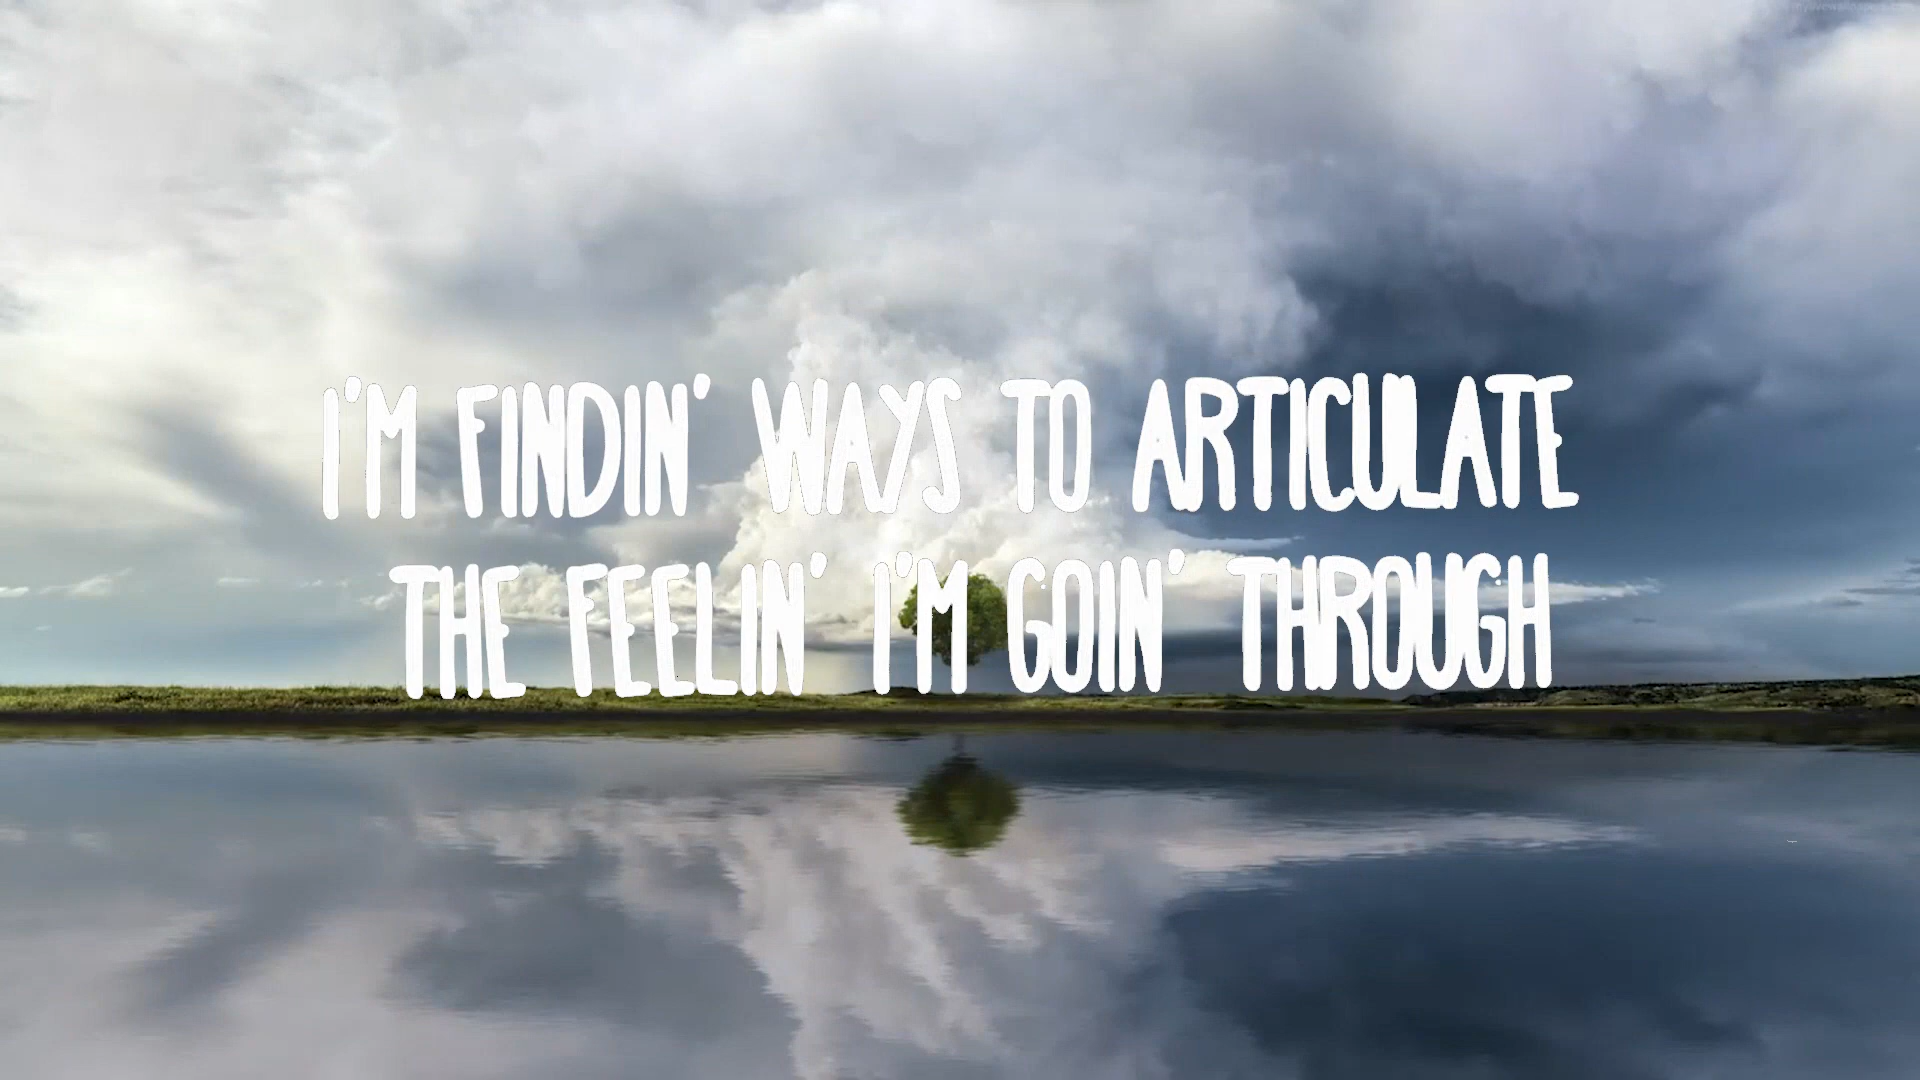 I'M FINDIN' WAYS TO ARTICULATE
THE FEELIN' I'M GOIN' THROUGH